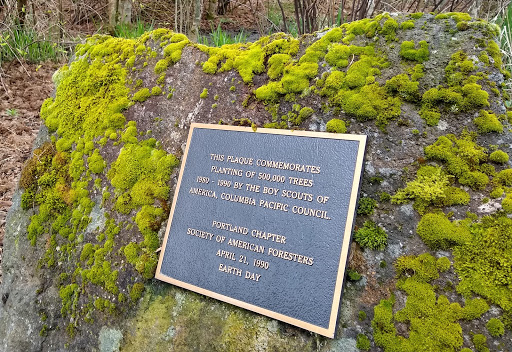 THIS PLAQUE COMMEMORATES
PLANTING OF 500,000 TREES
1980 - 1990 BY THE BOY SCOUTS OF
AMERICA, COLUMBIA PACIFIC COUNCIL.
PORTLAND CHAPTER
SOCIETY OF AMERICAN FORESTERS
APRIL 21, 1990
EARTH DAY